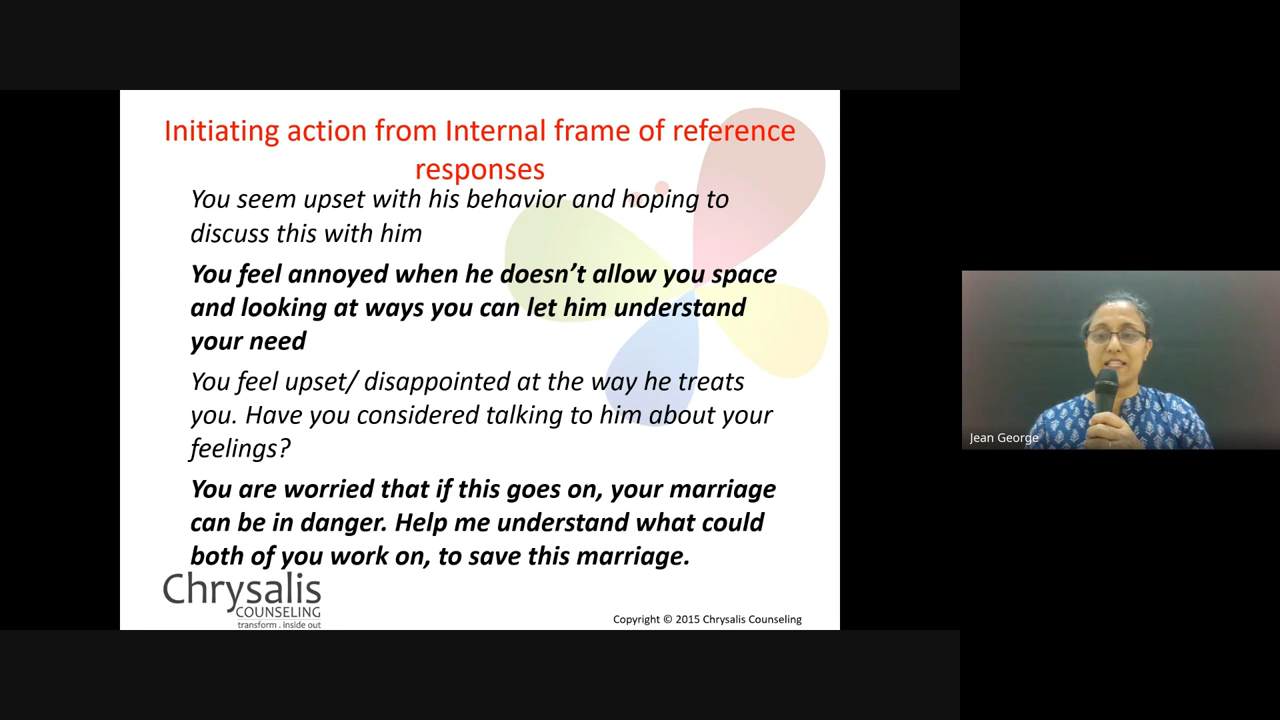 Initiating action from Internal frame of reference
responses
You seem upset with his behavior and hoping to
discuss this with him
You feel annoyed when he doesn’t allow you space
and looking at ways you can let him understand
your need
You feel upset/ disappointed at the way he treats
you. Have you considered talking to him about your
feelings?
You are worried that if this goes on, your marriage
can be in danger. Help me understand what could
both of you work on, to save this marriage.
Chrysalis
COUNSELING
transform . inside out
Copyright © 2015 Chrysalis Counseling
Jean George